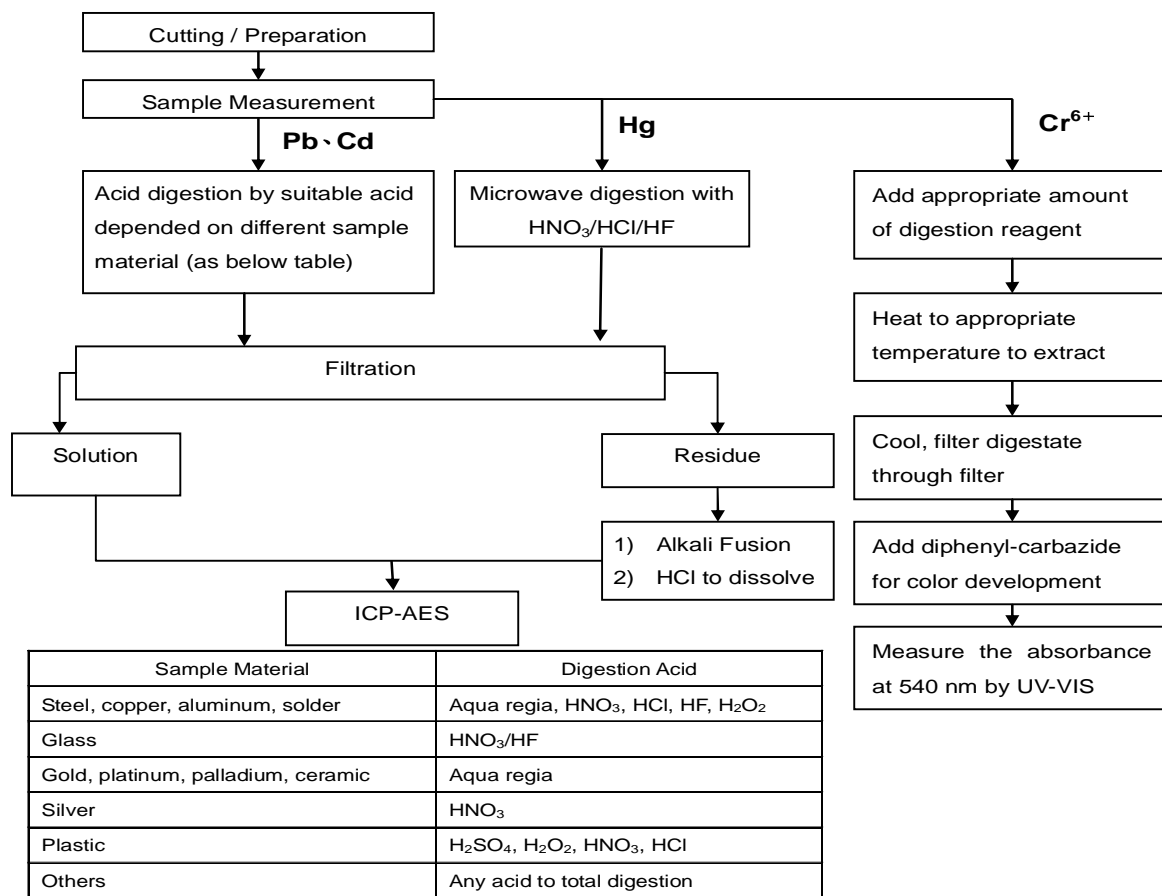 Cutting / Preparation
Sample Measurement
Pb、Cd
Hg
Cr⁶⁺
Acid digestion by suitable acid
depended on different sample
material (as below table)
Microwave digestion with
HNO₃/HCl/HF
Add appropriate amount
of digestion reagent
Heat to appropriate
temperature to extract
Filtration
Solution
Residue
Cool, filter digestate
through filter
1) Alkali Fusion
2) HCl to dissolve
Add diphenyl-carbazide
for color development
ICP-AES
Measure the absorbance
at 540 nm by UV-VIS
Sample Material Digestion Acid
Steel, copper, aluminum, solder Aqua regia, HNO₃, HCl, HF, H₂O₂
Glass HNO₃/HF
Gold, platinum, palladium, ceramic Aqua regia
Silver HNO₃
Plastic H₂SO₄, H₂O₂, HNO₃, HCl
Others Any acid to total digestion